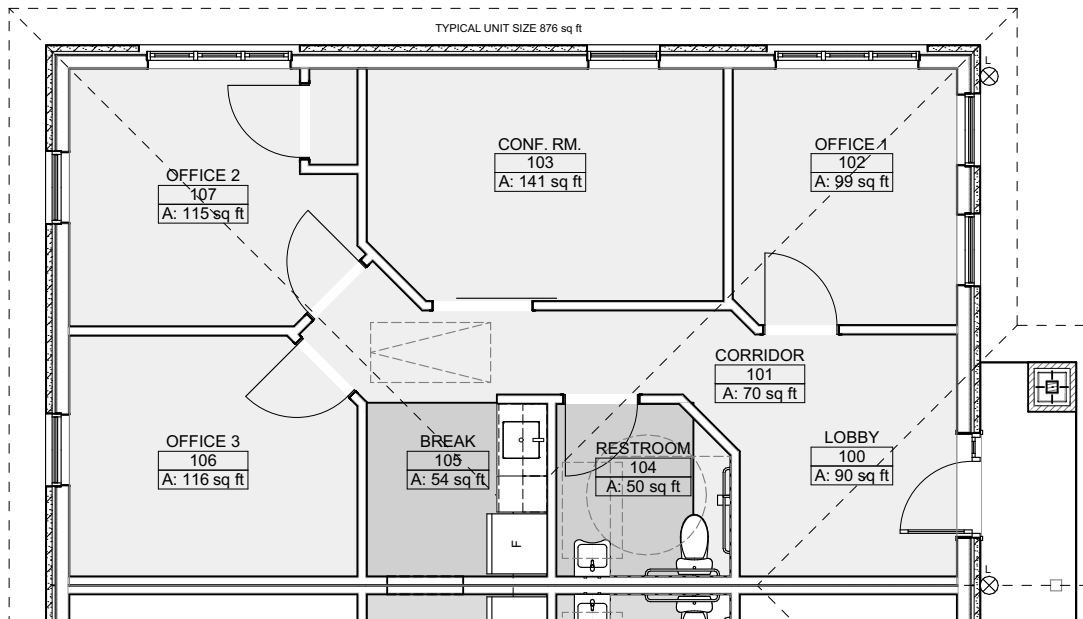 TYPICAL UNIT SIZE 876 sq ft
L
CONF. RM.
103
A: 141 sq ft
OFFICE 1
102
A: 99 sq ft
OFFICE 2
107
A: 115 sq ft
CORRIDOR
101
A: 70 sq ft
OFFICE 3
106
A: 116 sq ft
BREAK
105
A: 54 sq ft
RESTROOM
104
A: 50 sq ft
LOBBY
100
A: 90 sq ft
F
L